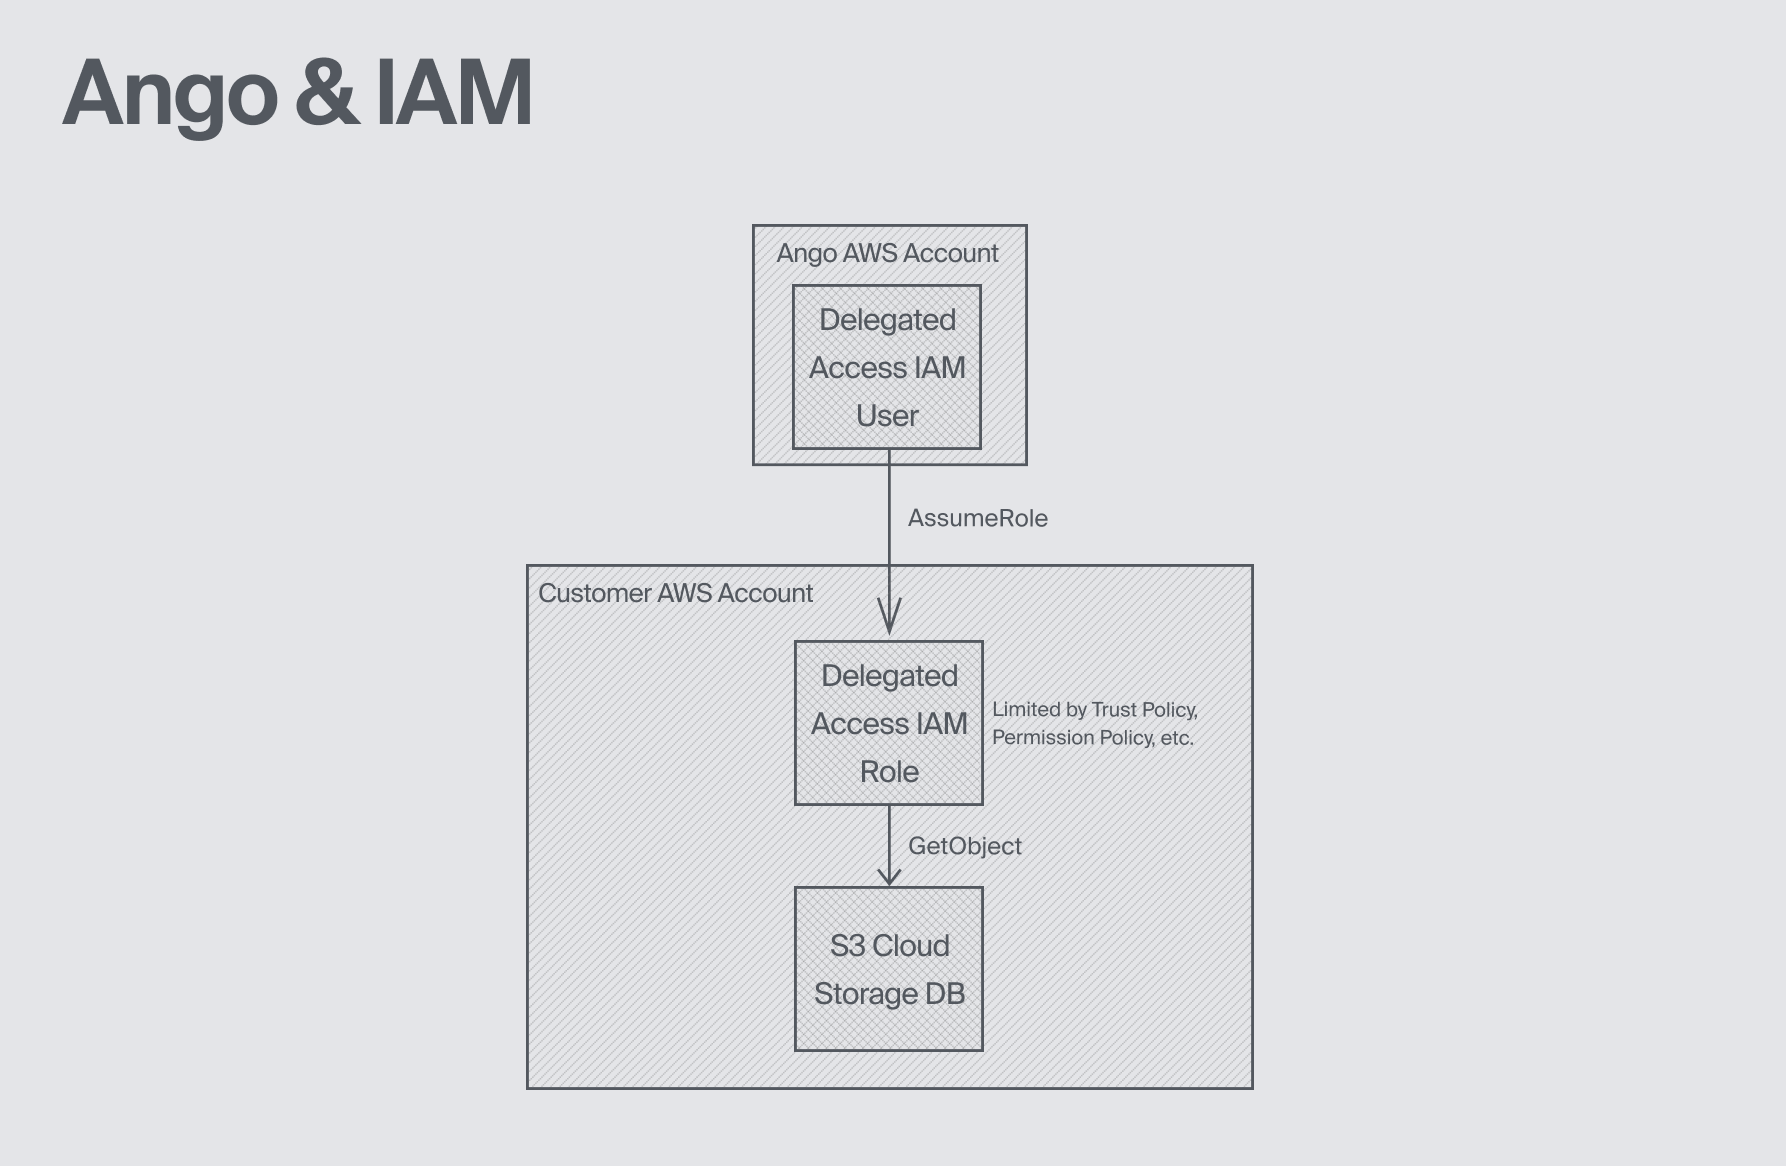 Ango & IAM
Ango AWS Account
Delegated
Access IAM
User
AssumeRole
Customer AWS Account
Delegated
Access IAM
Role
Limited by Trust Policy,
Permission Policy, etc.
GetObject
S3 Cloud
Storage DB